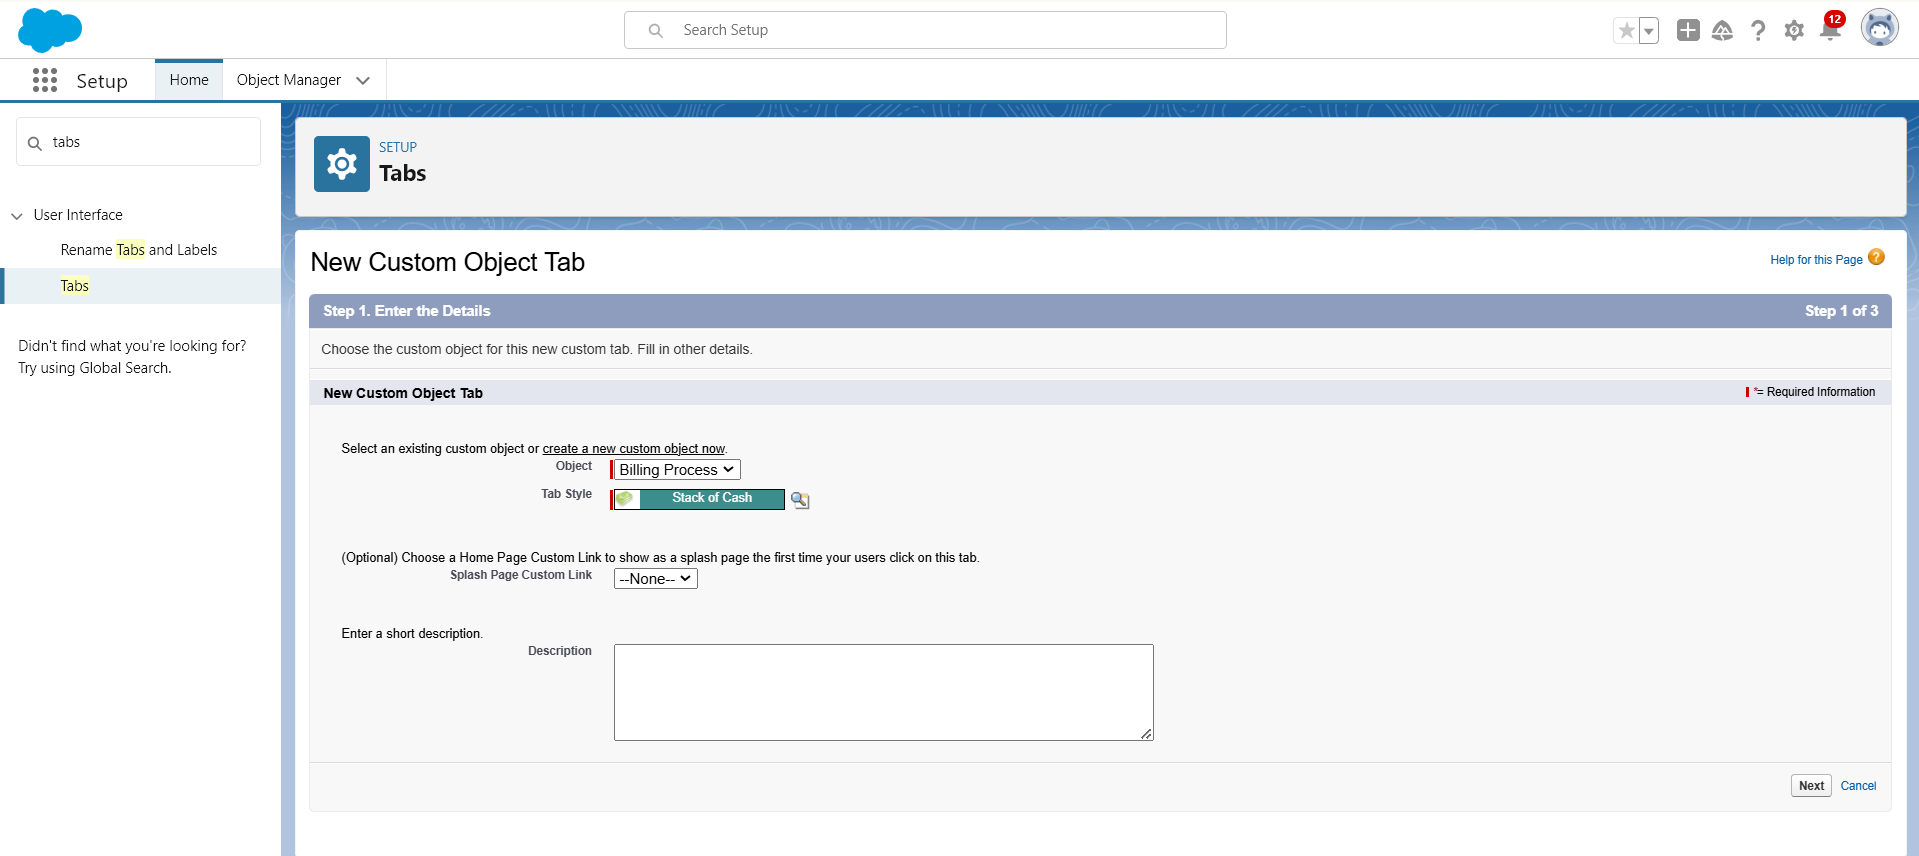 Search Setup
12
Setup
Home
Object Manager
tabs
User Interface
Rename Tabs and Labels
Tabs
Didn't find what you're looking for?
Try using Global Search.
SETUP
Tabs
New Custom Object Tab
Help for this Page ?
Step 1. Enter the Details
Step 1 of 3
Choose the custom object for this new custom tab. Fill in other details.
New Custom Object Tab
*= Required Information
Select an existing custom object or create a new custom object now.
Object Billing Process
Tab Style Stack of Cash
(Optional) Choose a Home Page Custom Link to show as a splash page the first time your users click on this tab.
Splash Page Custom Link --None--
Enter a short description.
Description
Next Cancel